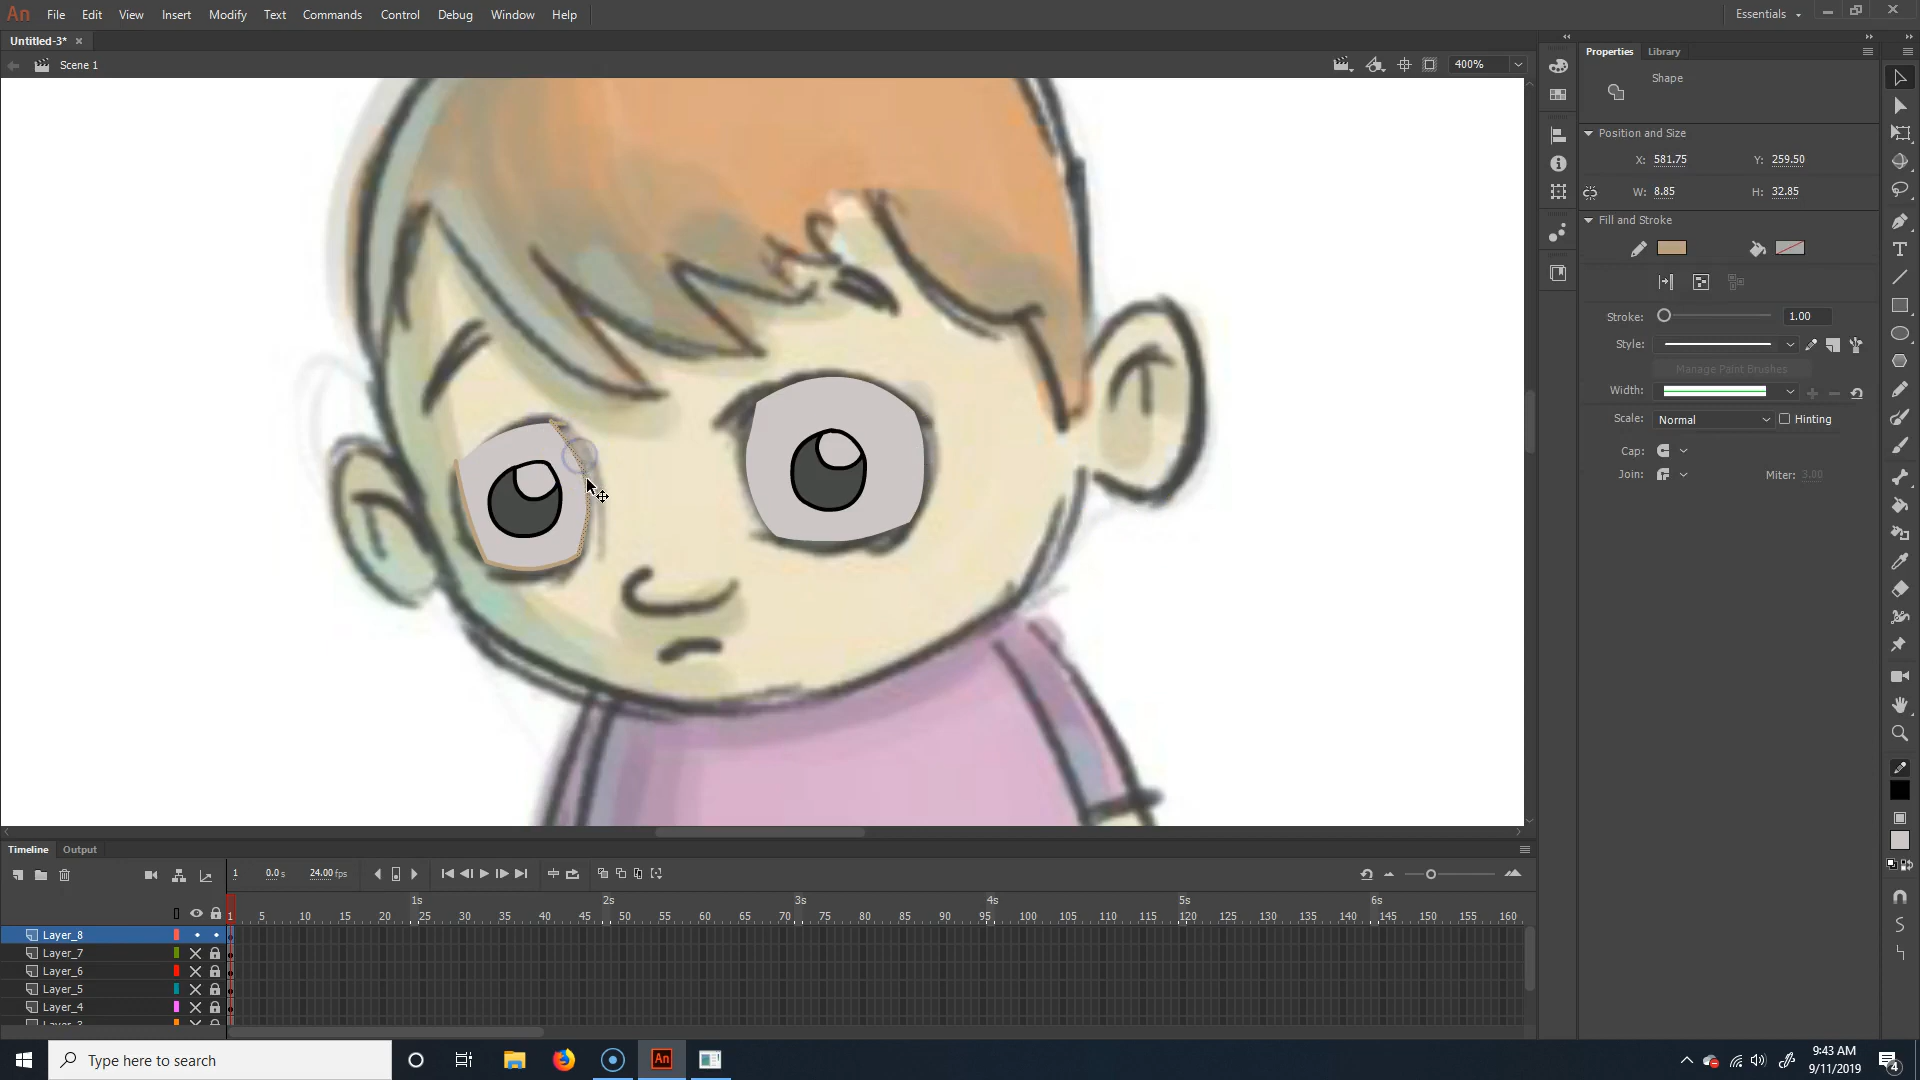 An File Edit View Insert Modify Text Commands Control Debug Window Help Essentials
Untitled-3* ×
Scene 1 400%
Properties Library
Shape
Position and Size
X: 581.75 Y: 259.50
W: 8.85 H: 32.85
Fill and Stroke
Stroke: 1.00
Style:
Manage Paint Brushes
Width:
Scale: Normal Hinting
Cap:
Join: Miter: 3.00
Timeline Output
1 0.0 s 24.00 fps
1s 2s 3s 4s 5s 6s
1 5 10 15 20 25 30 35 40 45 50 55 60 65 70 75 80 85 90 95 100 105 110 115 120 125 130 135 140 145 150 155 160
Layer_8
Layer_7
Layer_6
Layer_5
Layer_4
Type here to search
An
9:43 AM
9/11/2019
4